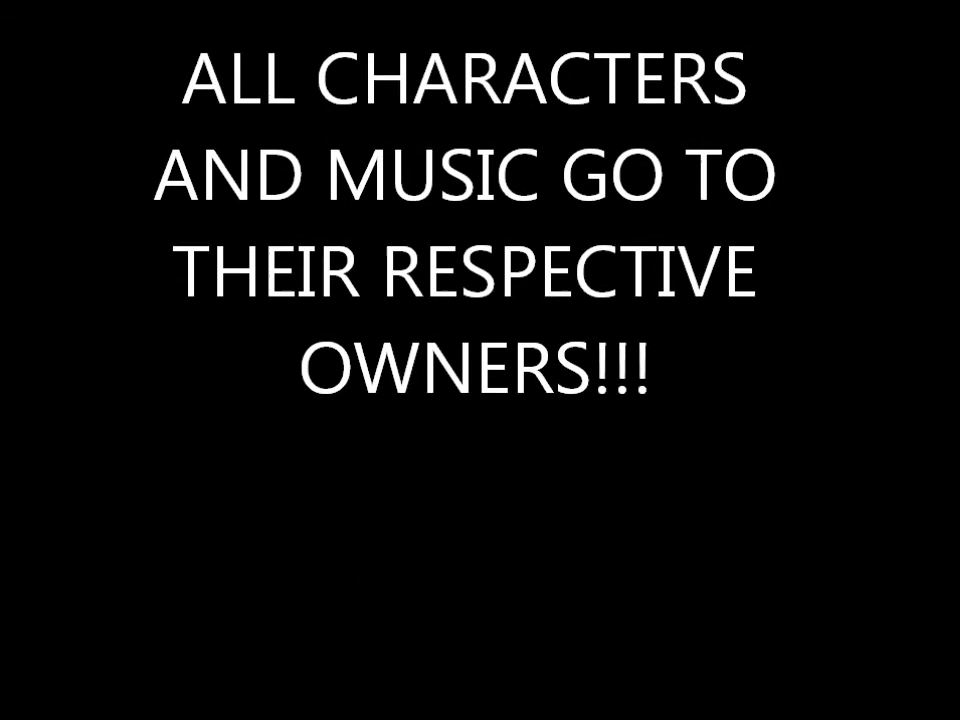 ALL CHARACTERS
AND MUSIC GO TO
THEIR RESPECTIVE
OWNERS!!!